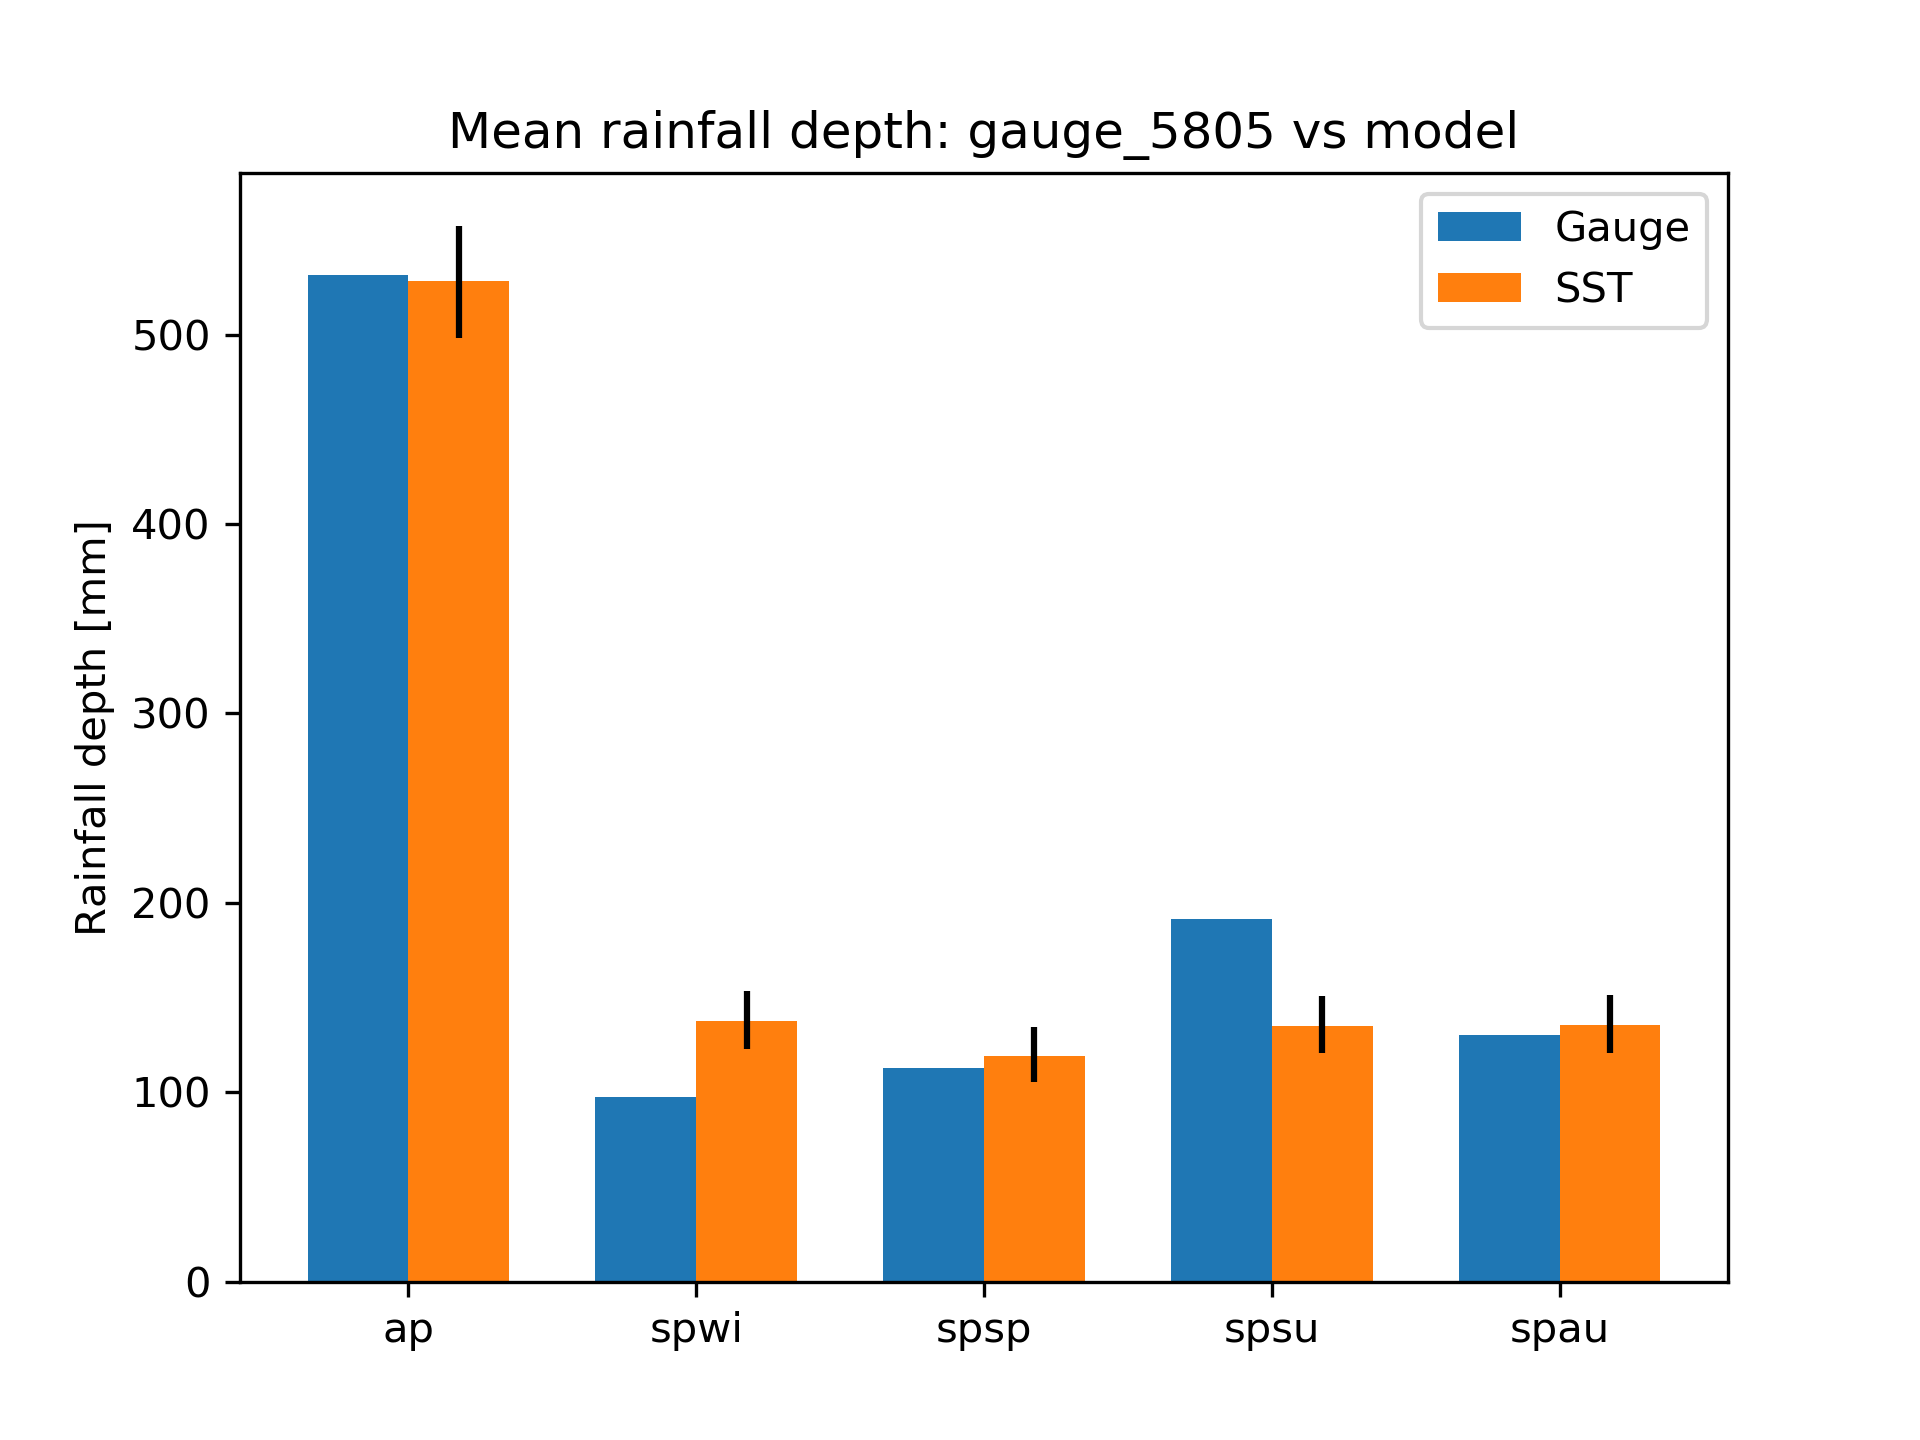 Mean rainfall depth: gauge_5805 vs model
Gauge
SST
Rainfall depth [mm]
500
400
300
200
100
0
ap spwi spsp spsu spau